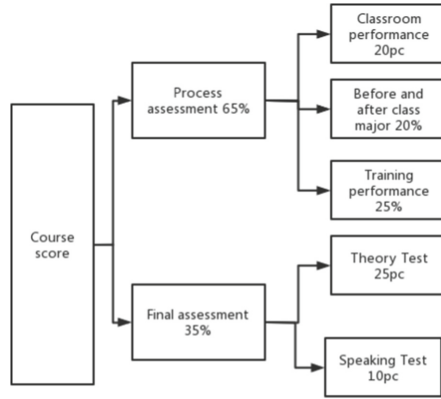 Classroom
performance
20pc
Process
assessment 65%
Before and
after class
major 20%
Training
performance
25%
Course
score
Theory Test
25pc
Final assessment
35%
Speaking Test
10pc